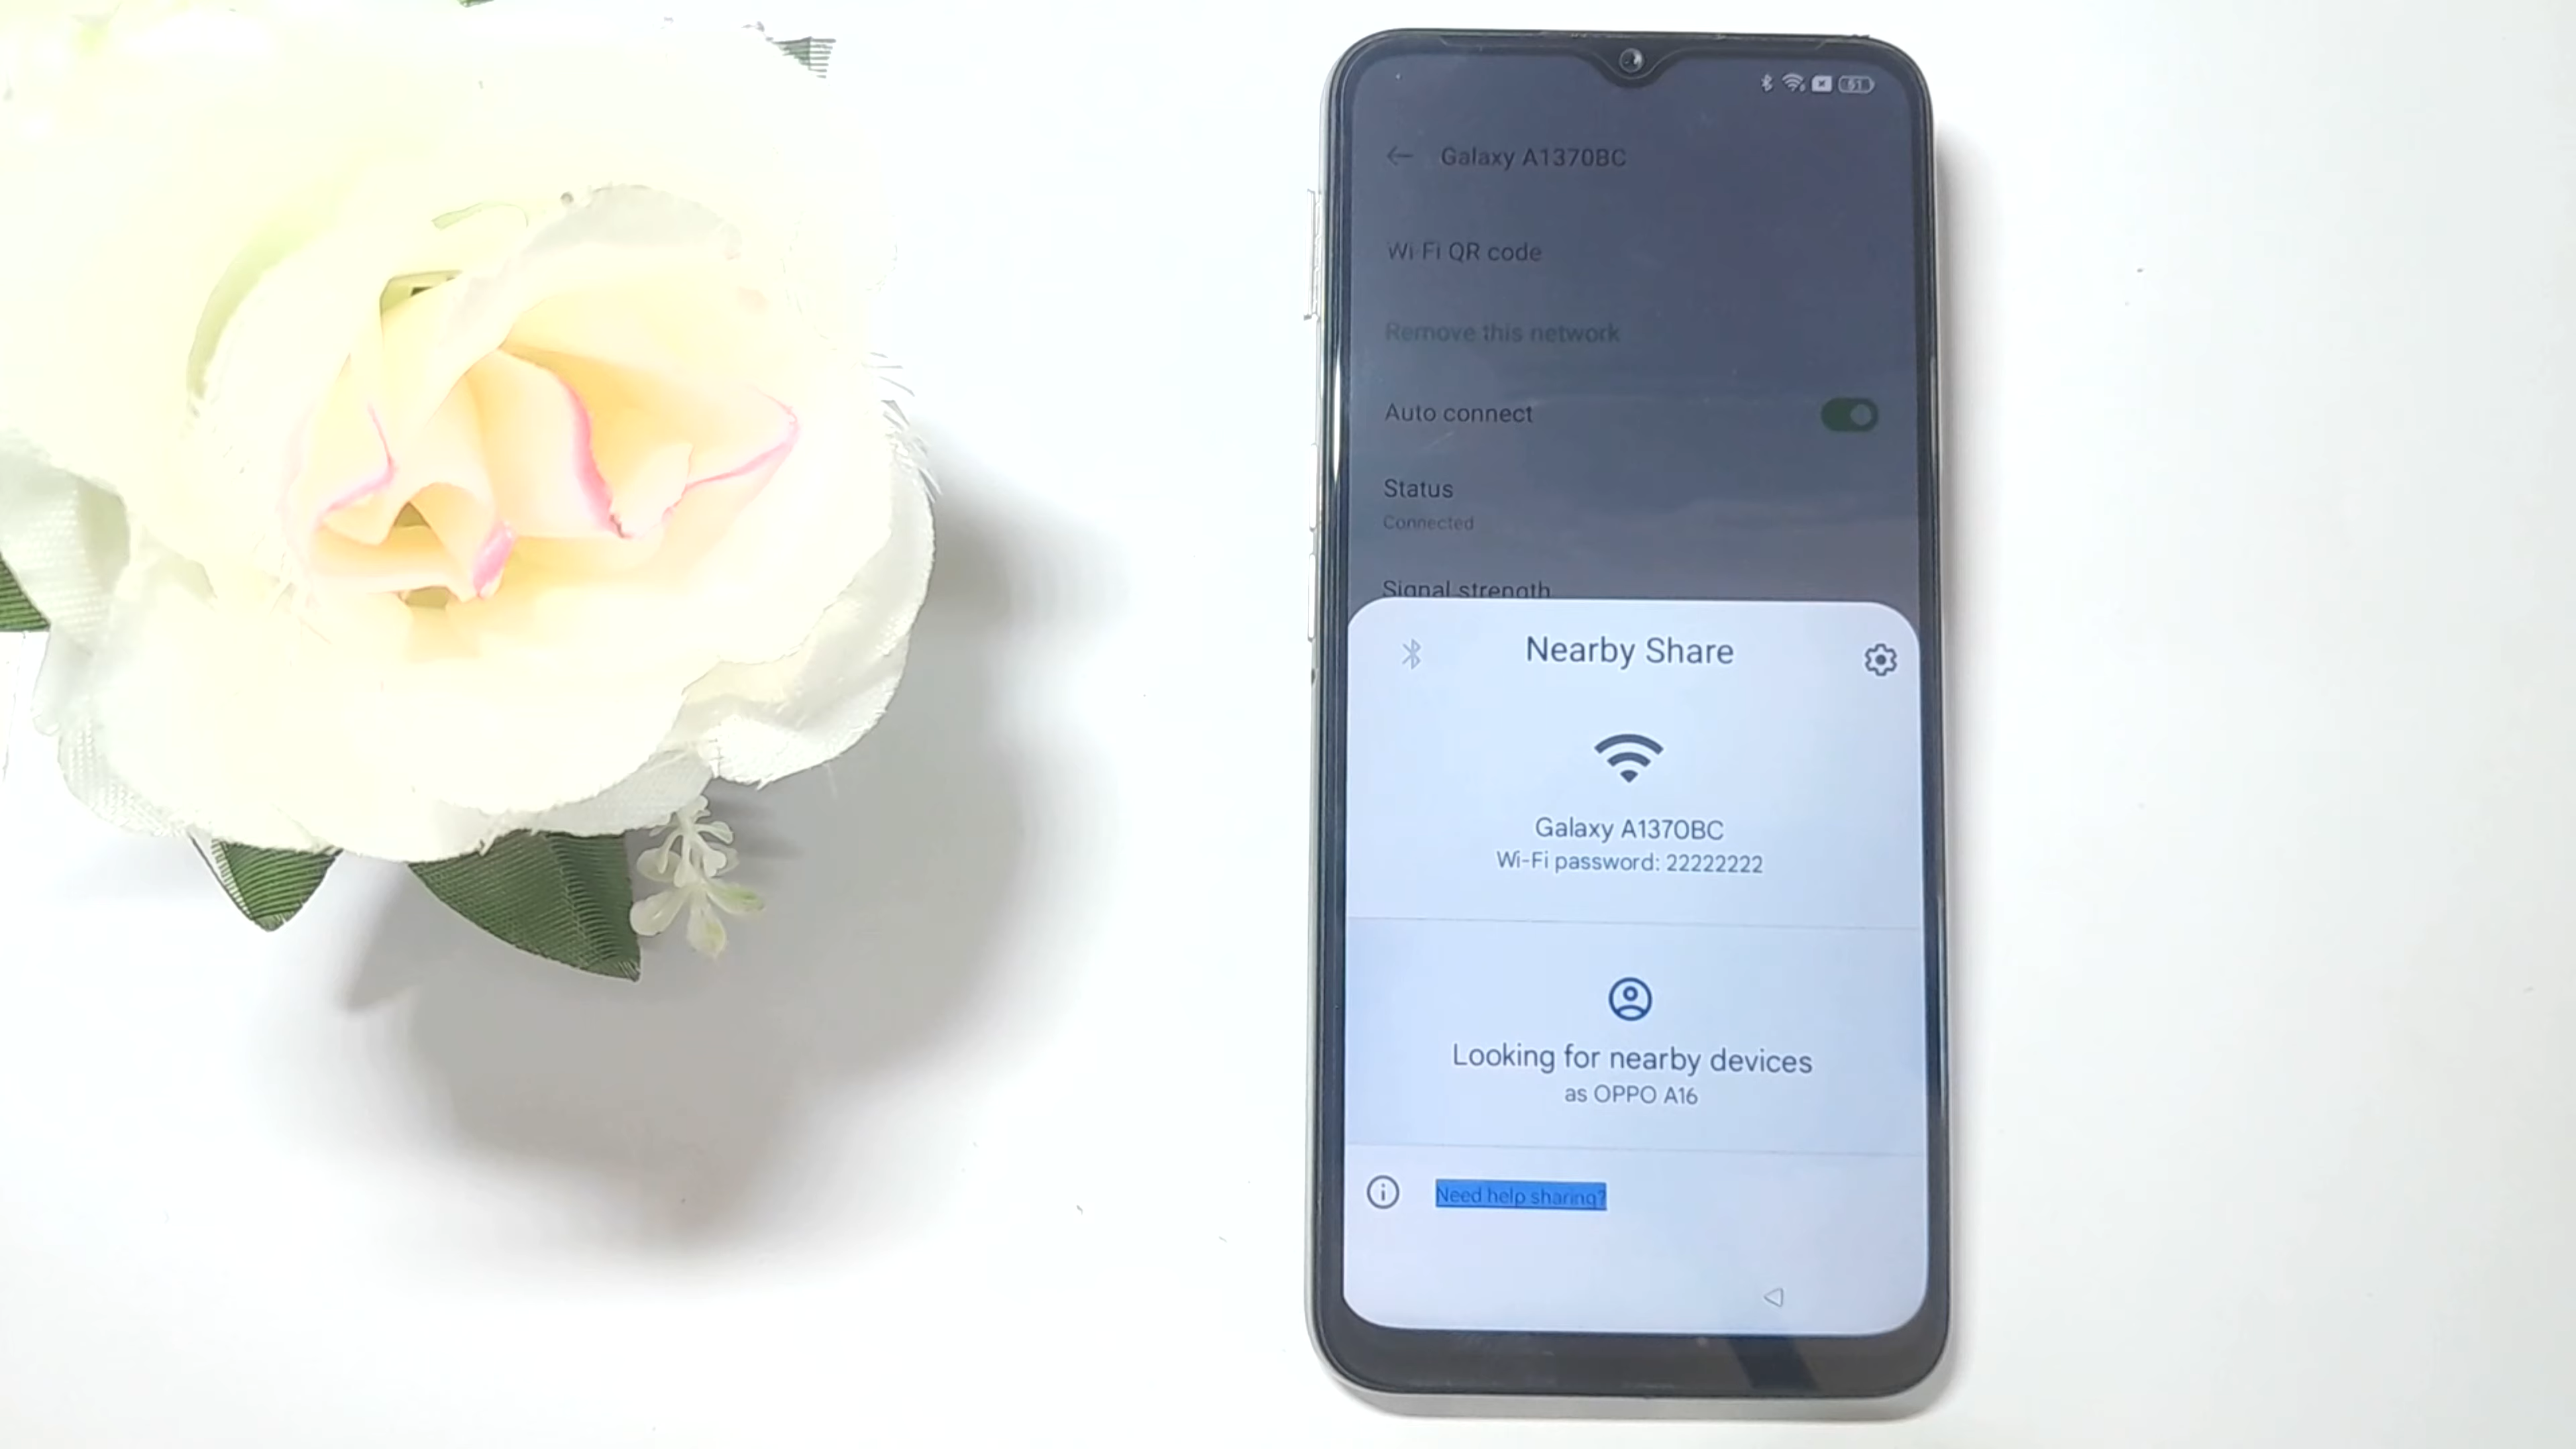 61
Galaxy A1370BC
Wi-Fi QR code
Remove this network
Auto connect
Status
Connected
Signal strength
Nearby Share
Galaxy A1370BC
Wi-Fi password: 22222222
Looking for nearby devices
as OPPO A16
Need help sharing?